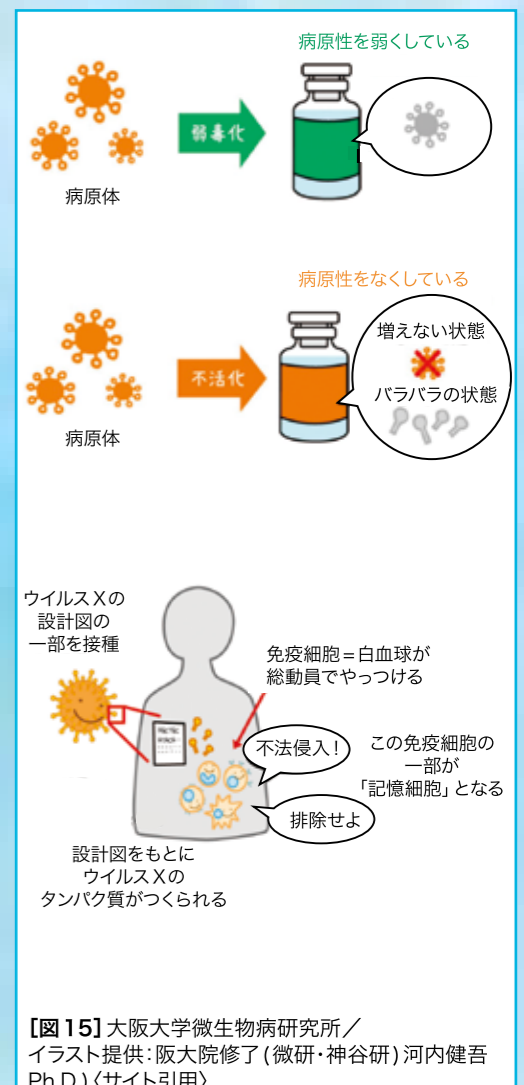 病原性を弱くしている
弱毒化
病原体
病原性をなくしている
増えない状態
不活化
バラバラの状態
病原体
ウイルスXの
設計図の
一部を接種
免疫細胞=白血球が
総動員でやっつける
不法侵入!
この免疫細胞の
一部が
「記憶細胞」となる
排除せよ
設計図をもとに
ウイルスXの
タンパク質がつくられる
[図15]大阪大学微生物病研究所/
イラスト提供:阪大院修了(微研・神谷研)河内健吾
Ph.D.)〈サイト引用〉